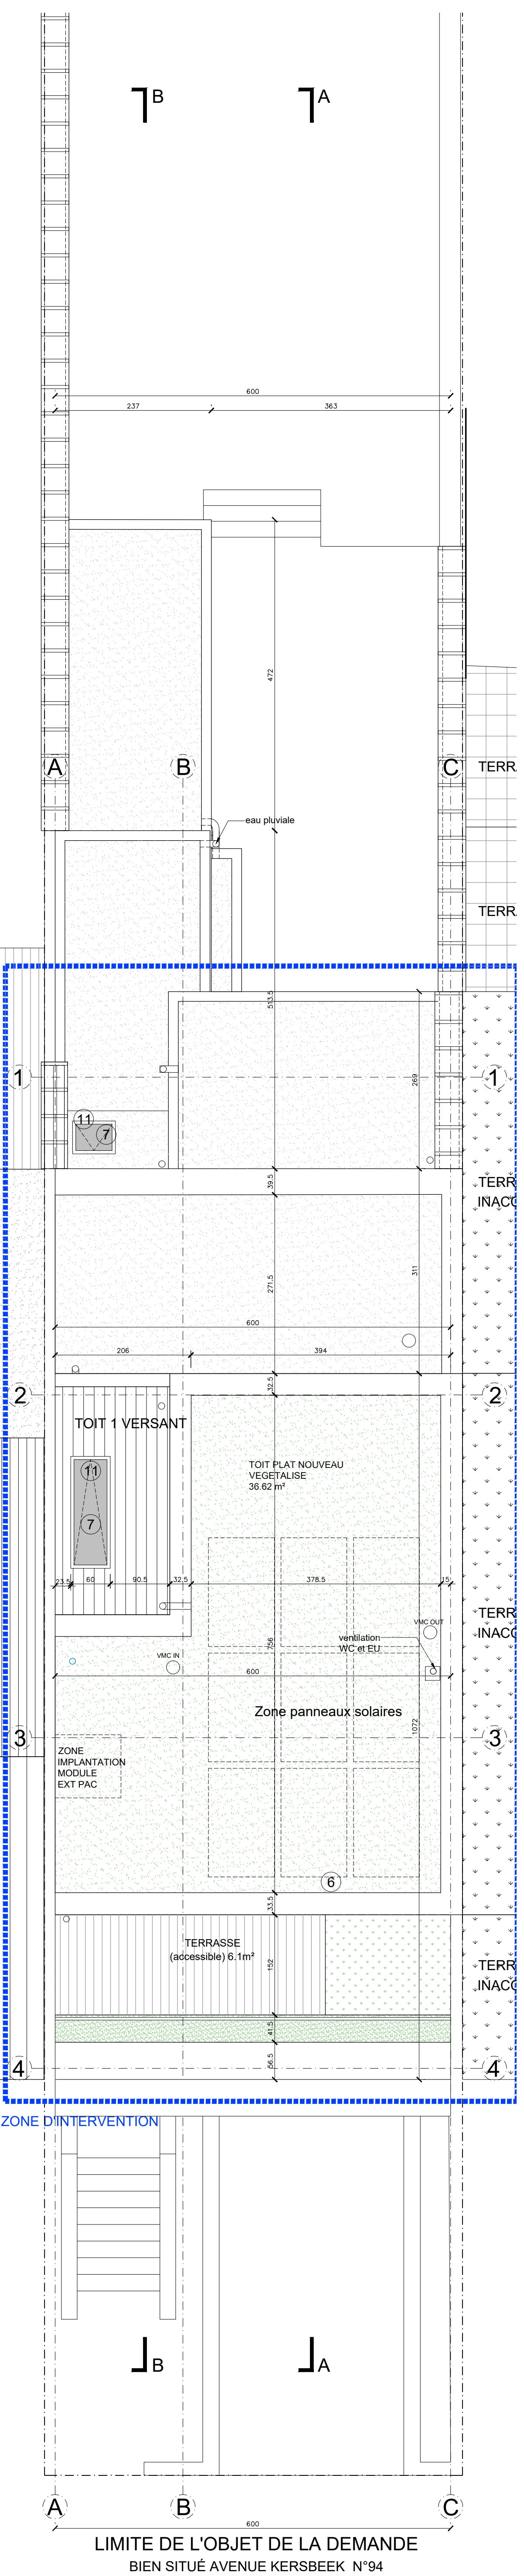 B
A
600
237
363
472
A
B
C
TERR
eau pluviale
TERR
513.5
1
269
1
11
7
39.5
TERR
INACC
271.5
311
600
206
394
32.5
2
2
TOIT 1 VERSANT
TOIT PLAT NOUVEAU
VEGETALISE
36.62 m²
11
7
23.5
60
90.5
32.5
378.5
15
TERR
INACC
VMC OUT
ventilation
WC et EU
VMC IN
756
600
Zone panneaux solaires
1072
3
3
ZONE
IMPLANTATION
MODULE
EXT PAC
6
33.5
TERRASSE
(accessible) 6.1m²
152
TERR
INACC
41.5
56.5
4
4
ZONE D'INTERVENTION
B
A
A
B
C
600
LIMITE DE L'OBJET DE LA DEMANDE
BIEN SITUÉ AVENUE KERSBEEK N°94